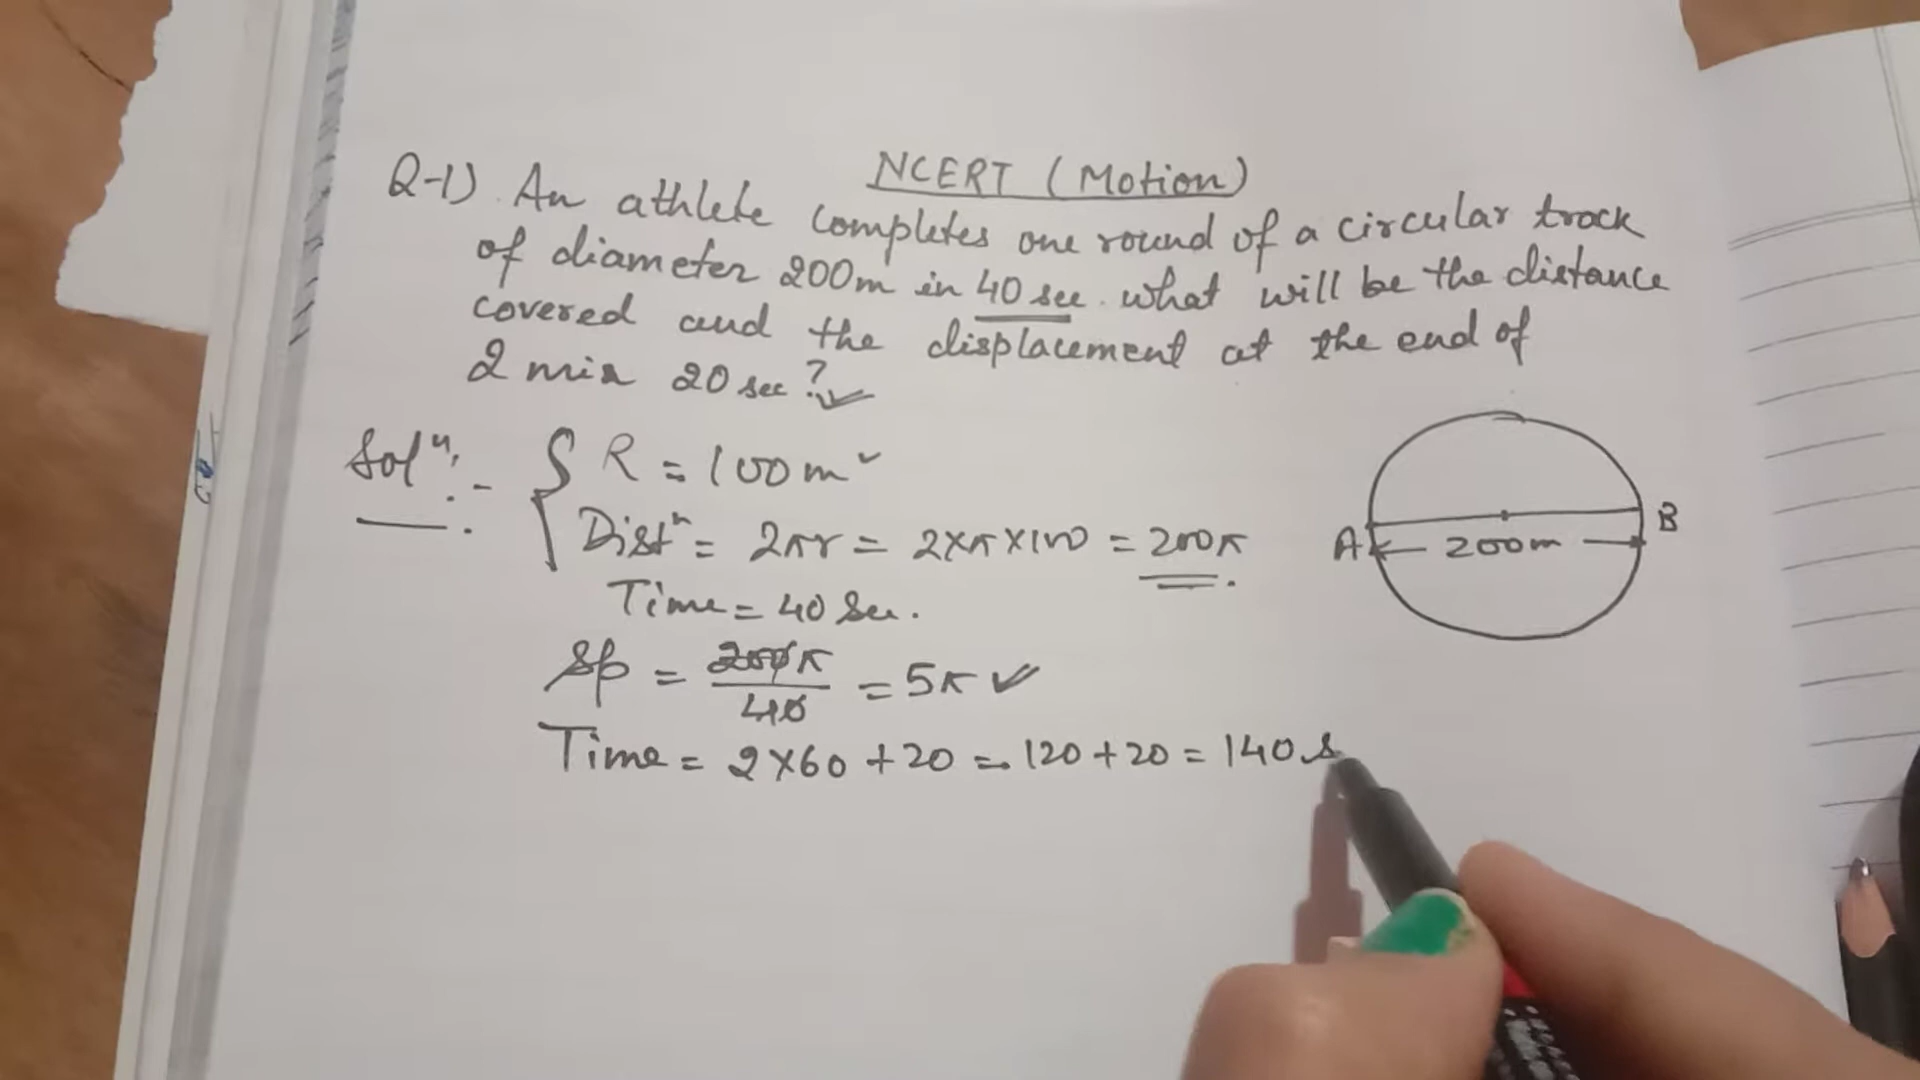 NCERT (Motion)
Q-1) An athlete completes one round of a circular track
of diameter 200m in 40 sec. what will be the distance
covered and the displacement at the end of
2 min 20 sec?
Solⁿ:-
R = 100m
Distⁿ = 2πr = 2×π×100 = 200π
Time = 40 Sec.
Sp = 200π/40 = 5π
Time = 2×60+20 = 120+20 = 140 s
A 200m B